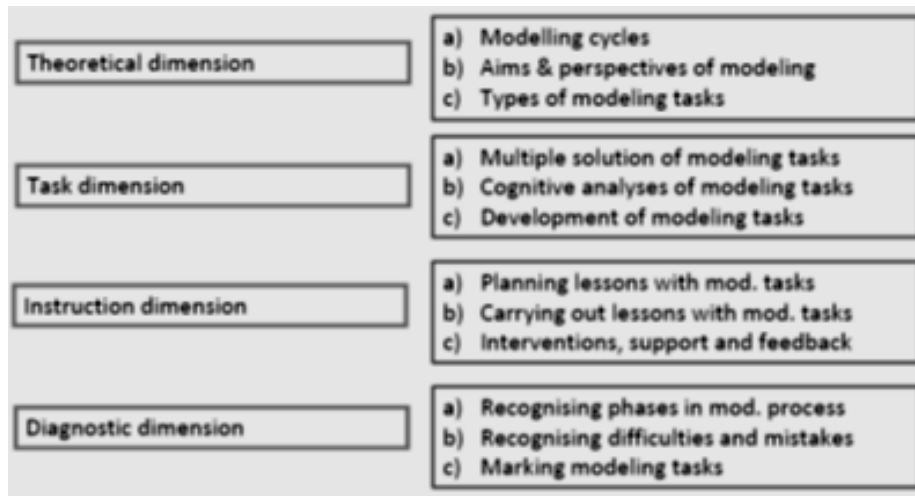 Theoretical dimension
a) Modelling cycles
b) Aims & perspectives of modeling
c) Types of modeling tasks
Task dimension
a) Multiple solution of modeling tasks
b) Cognitive analyses of modeling tasks
c) Development of modeling tasks
Instruction dimension
a) Planning lessons with mod. tasks
b) Carrying out lessons with mod. tasks
c) Interventions, support and feedback
Diagnostic dimension
a) Recognising phases in mod. process
b) Recognising difficulties and mistakes
c) Marking modeling tasks